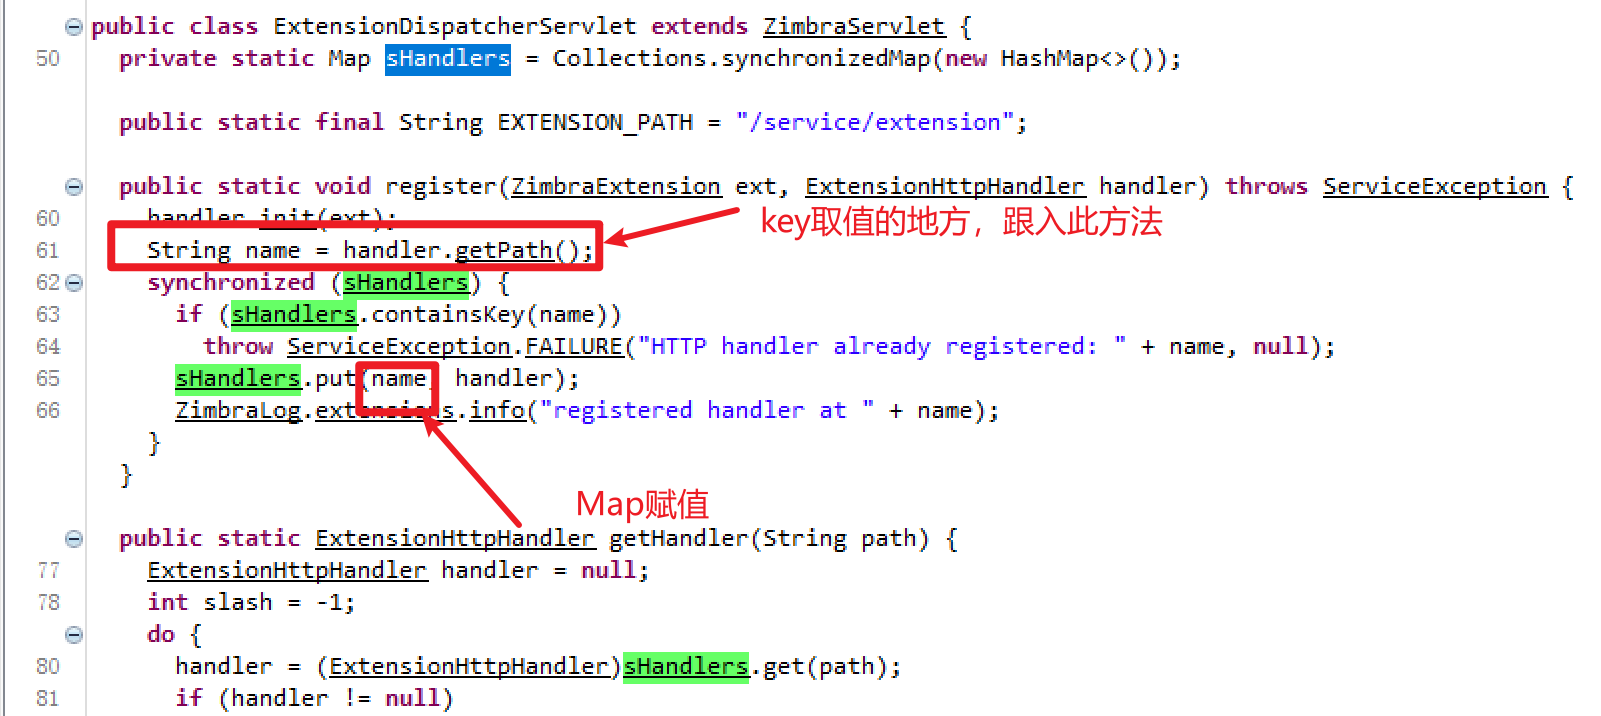 public class ExtensionDispatcherServlet extends ZimbraServlet {
50 private static Map sHandlers = Collections.synchronizedMap(new HashMap<>());
public static final String EXTENSION_PATH = "/service/extension";
public static void register(ZimbraExtension ext, ExtensionHttpHandler handler) throws ServiceException {
60 handler.init(ext);
key取值的地方，跟入此方法
61 String name = handler.getPath();
62 synchronized (sHandlers) {
63 if (sHandlers.containsKey(name))
64 throw ServiceException.FAILURE("HTTP handler already registered: " + name, null);
65 sHandlers.put(name, handler);
66 ZimbraLog.extensions.info("registered handler at " + name);
}
}
Map赋值
public static ExtensionHttpHandler getHandler(String path) {
77 ExtensionHttpHandler handler = null;
78 int slash = -1;
do {
80 handler = (ExtensionHttpHandler)sHandlers.get(path);
81 if (handler != null)